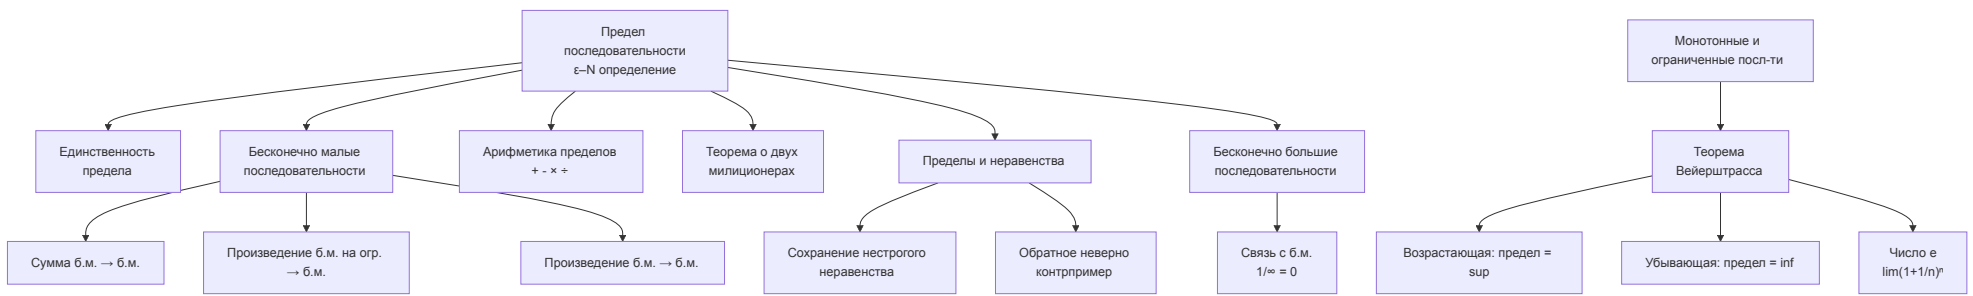 Предел
последовательности
ε–N определение
Монотонные и
ограниченные посл-ти
Единственность
предела
Бесконечно малые
последовательности
Арифметика пределов
+ - × ÷
Теорема о двух
милиционерах
Пределы и неравенства
Бесконечно большие
последовательности
Теорема
Вейерштрасса
Сумма б.м. → б.м.
Произведение б.м. на огр.
→ б.м.
Произведение б.м. → б.м.
Сохранение нестрогого
неравенства
Обратное неверно
контрпример
Связь с б.м.
1/∞ = 0
Возрастающая: предел =
sup
Убывающая: предел = inf
Число e
lim(1+1/n)ⁿ